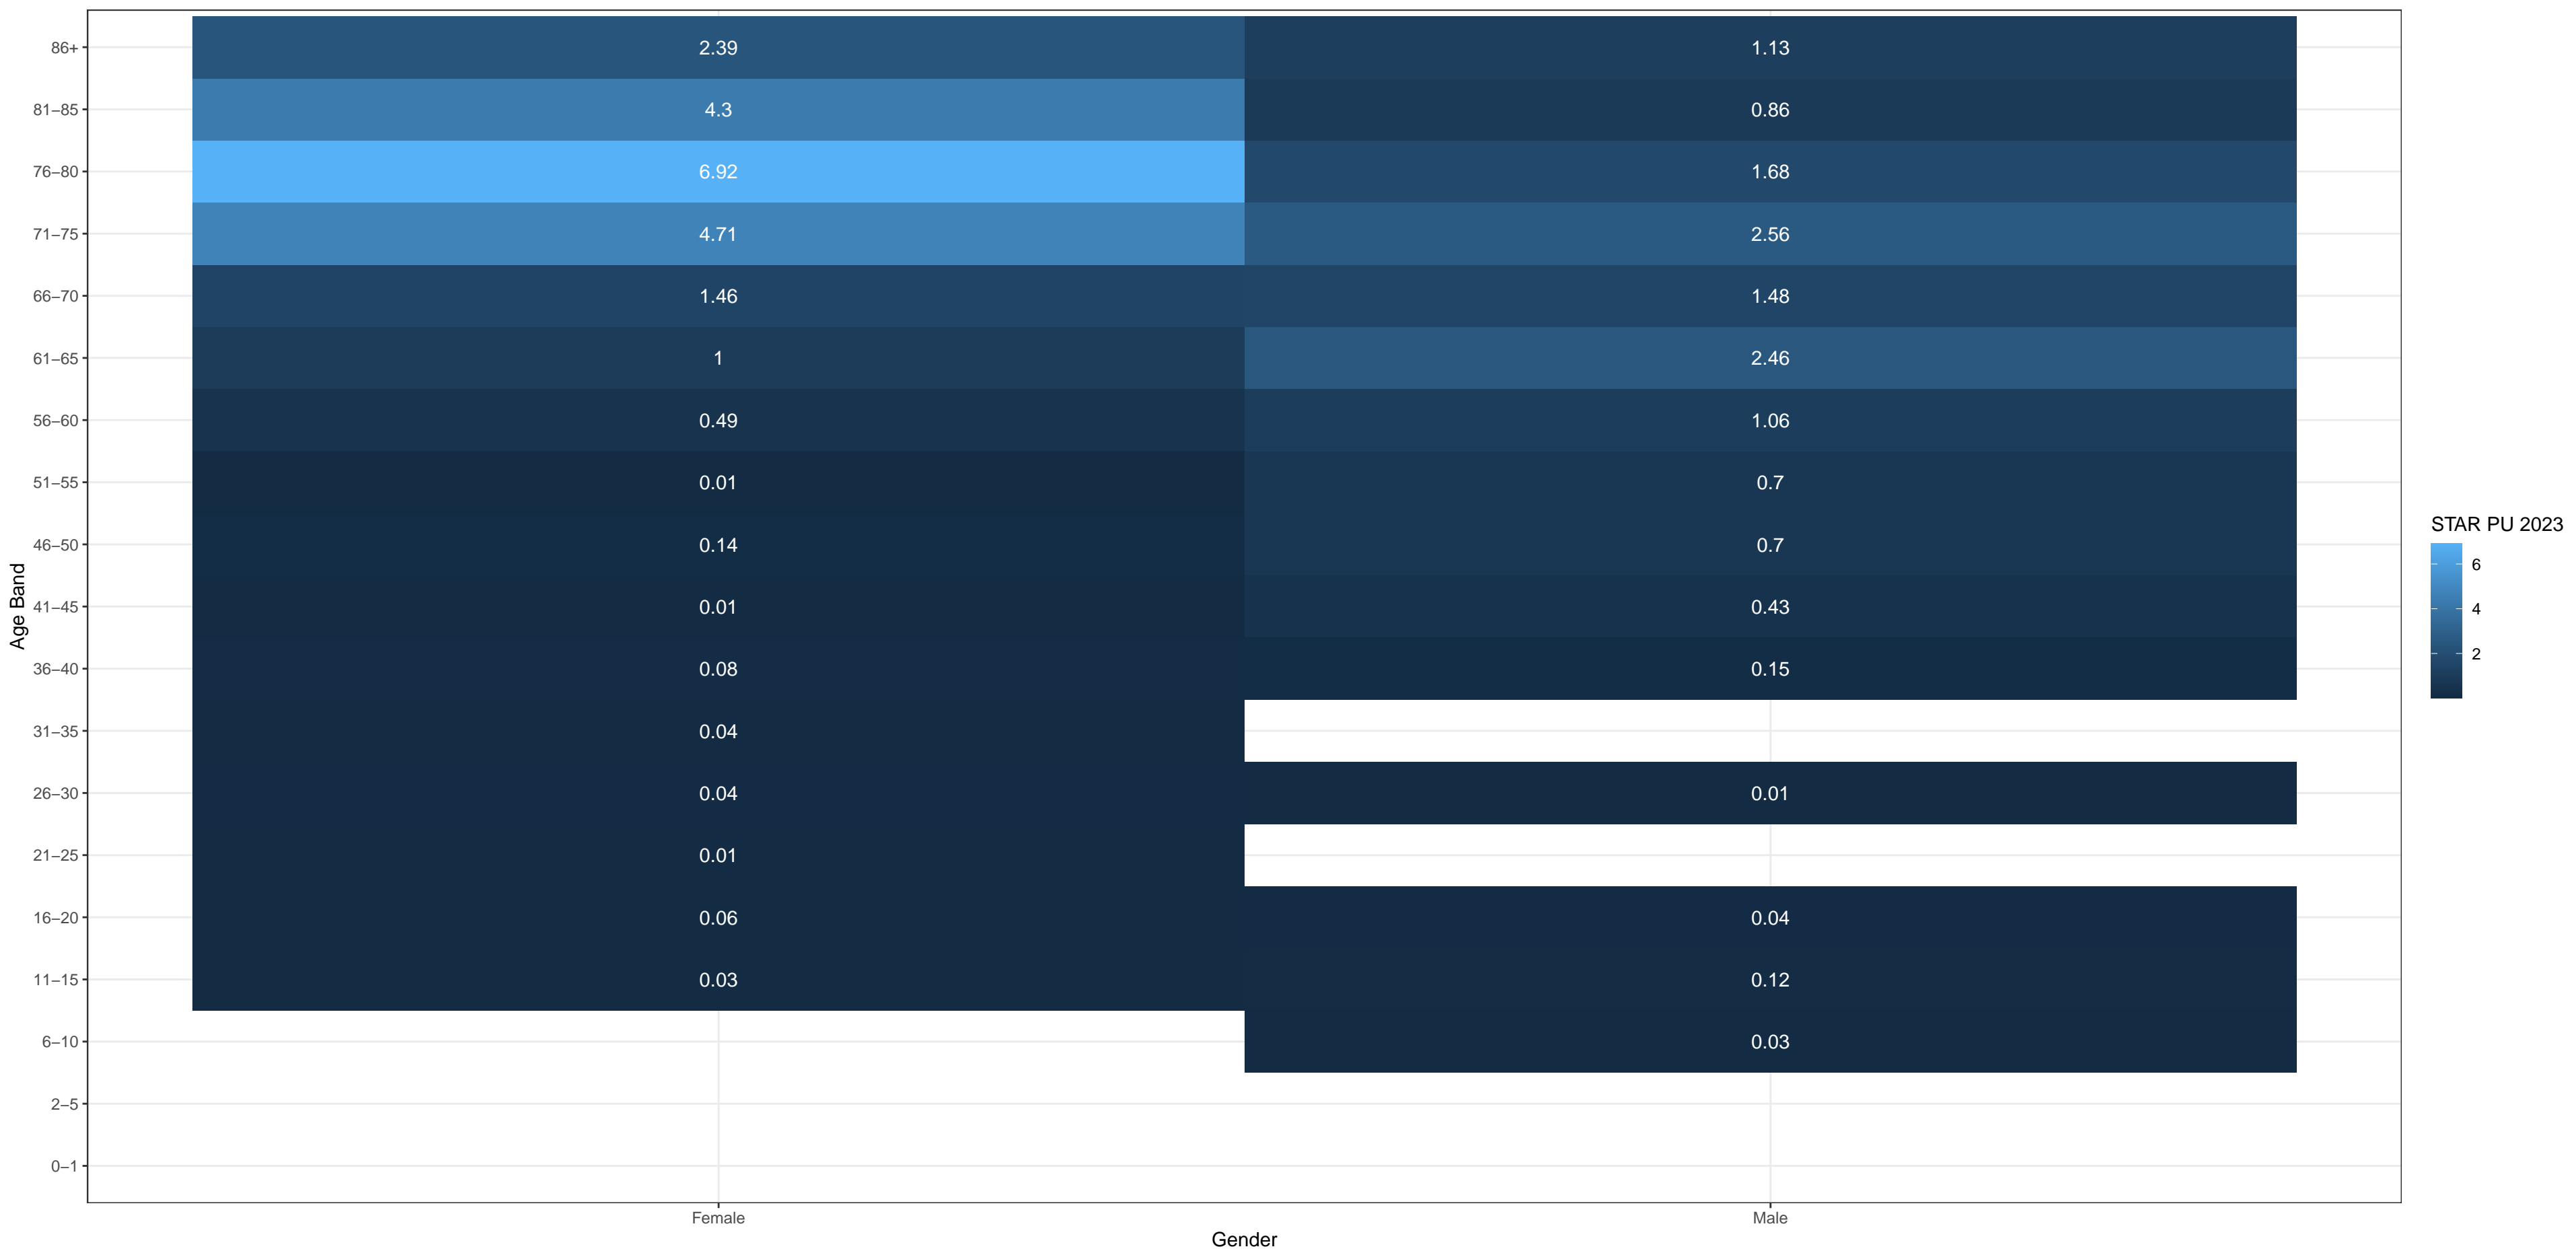 86+ 2.39 1.13
81–85 4.3 0.86
76–80 6.92 1.68
71–75 4.71 2.56
66–70 1.46 1.48
61–65 1 2.46
56–60 0.49 1.06
51–55 0.01 0.7
46–50 0.14 0.7
41–45 0.01 0.43
36–40 0.08 0.15
31–35 0.04
26–30 0.04 0.01
21–25 0.01
16–20 0.06 0.04
11–15 0.03 0.12
6–10 0.03
2–5
0–1
Female Male
Gender
Age Band
STAR PU 2023
6
4
2